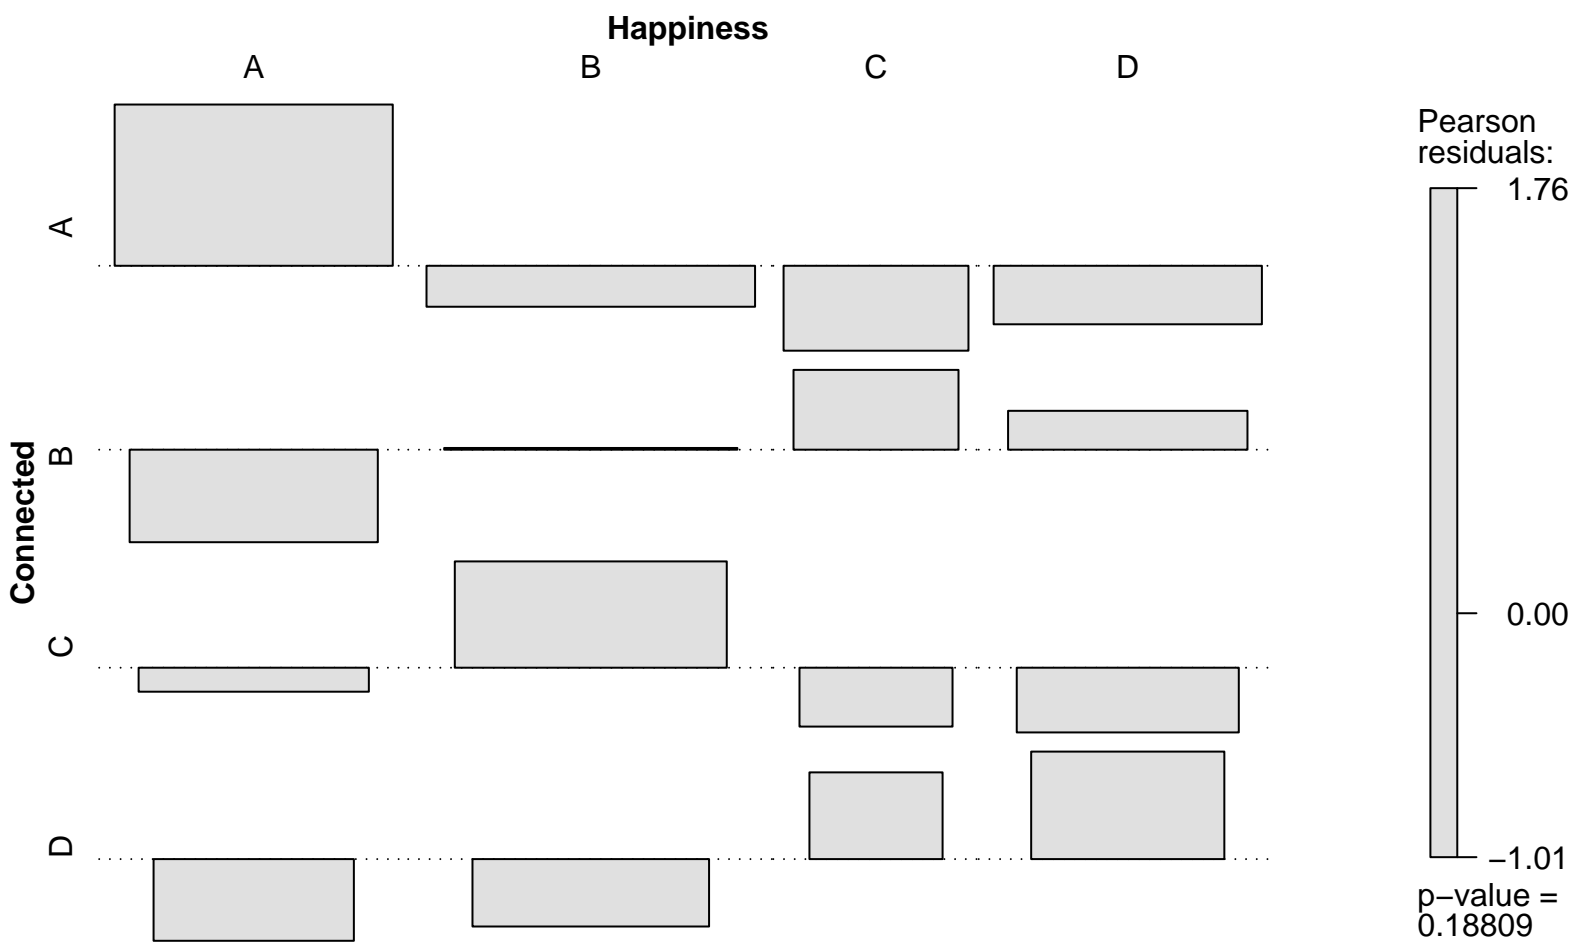 Happiness
A B C D
Connected
A
B
C
D
Pearson
residuals:
1.76
0.00
−1.01
p−value =
0.18809